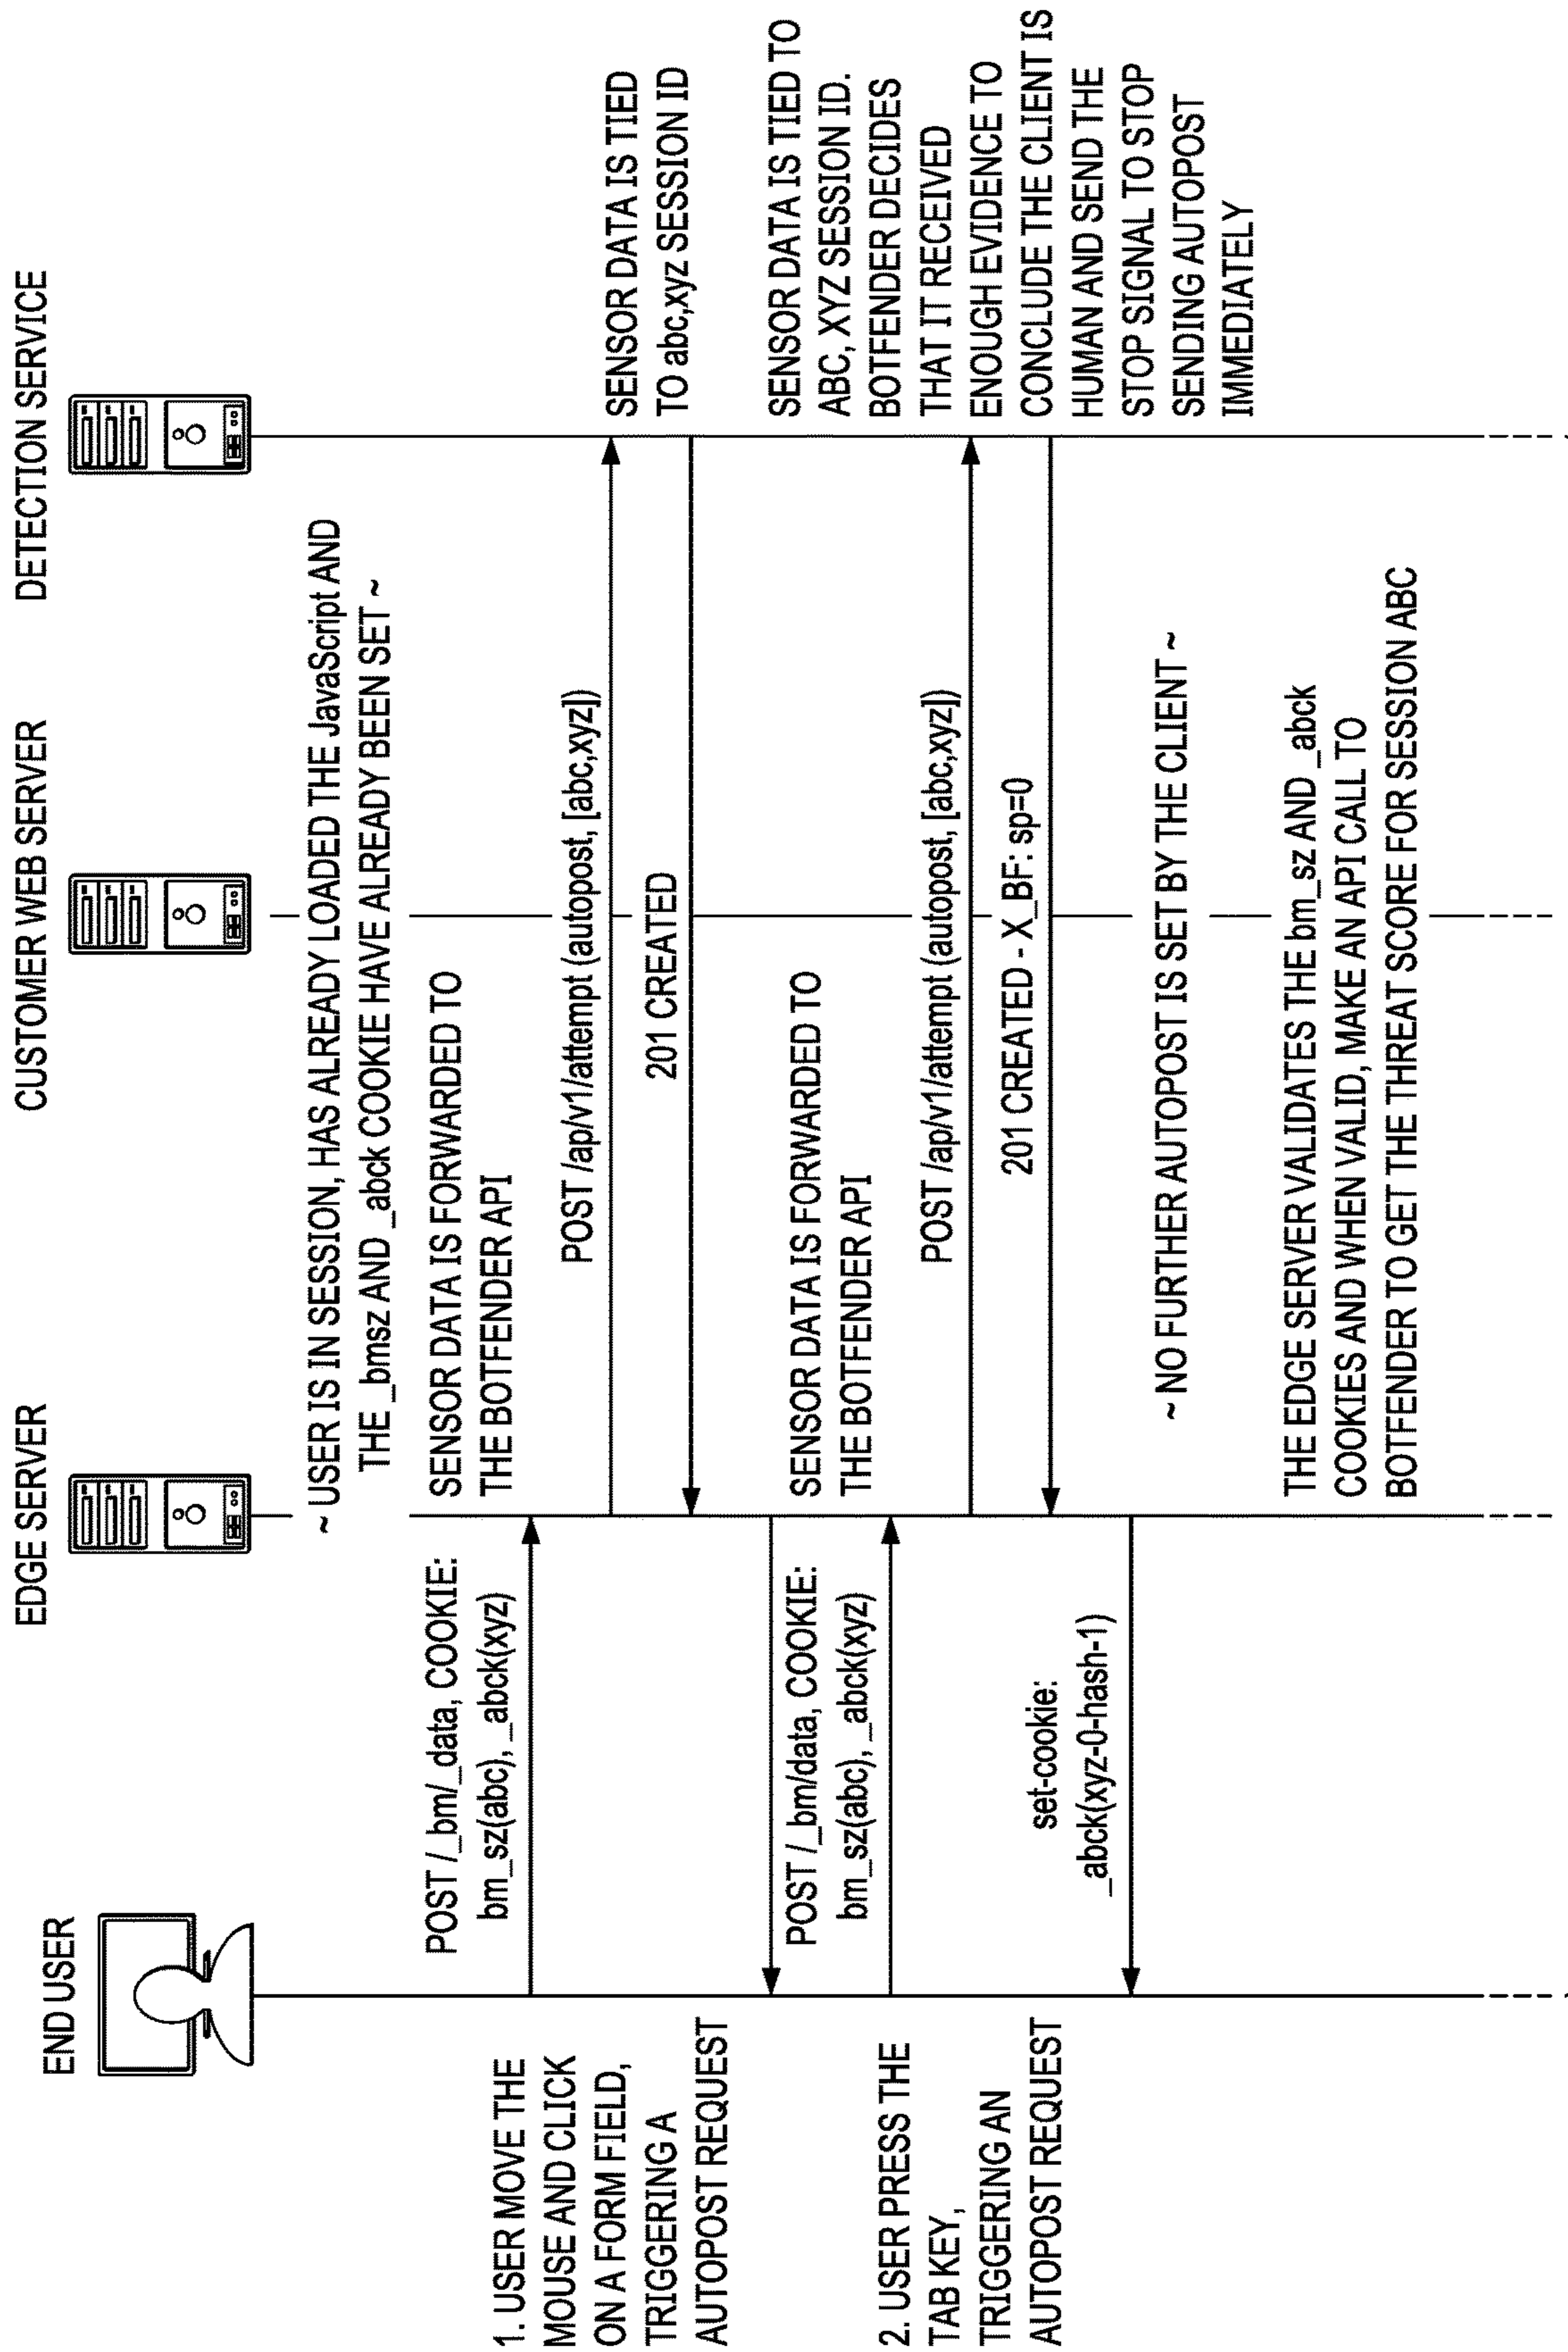 END USER
EDGE SERVER
CUSTOMER WEB SERVER
DETECTION SERVICE
~ USER IS IN SESSION, HAS ALREADY LOADED THE JavaScript AND
THE _bmsz AND _abck COOKIE HAVE ALREADY BEEN SET ~
1. USER MOVE THE
MOUSE AND CLICK
ON A FORM FIELD,
TRIGGERING A
AUTOPOST REQUEST
POST /_bm/_data, COOKIE:
bm_sz(abc), _abck(xyz)
SENSOR DATA IS FORWARDED TO
THE BOTFENDER API
POST /ap/v1/attempt (autopost, [abc,xyz])
201 CREATED
SENSOR DATA IS TIED
TO abc,xyz SESSION ID
2. USER PRESS THE
TAB KEY,
TRIGGERING AN
AUTOPOST REQUEST
POST /_bm/data, COOKIE:
bm_sz(abc), _abck(xyz)
SENSOR DATA IS FORWARDED TO
THE BOTFENDER API
POST /ap/v1/attempt (autopost, [abc,xyz])
201 CREATED - X_BF: sp=0
SENSOR DATA IS TIED TO
ABC, XYZ SESSION ID.
BOTFENDER DECIDES
THAT IT RECEIVED
ENOUGH EVIDENCE TO
CONCLUDE THE CLIENT IS
HUMAN AND SEND THE
STOP SIGNAL TO STOP
SENDING AUTOPOST
IMMEDIATELY
set-cookie:
_abck(xyz-0-hash-1)
~ NO FURTHER AUTOPOST IS SET BY THE CLIENT ~
THE EDGE SERVER VALIDATES THE bm_sz AND _abck
COOKIES AND WHEN VALID, MAKE AN API CALL TO
BOTFENDER TO GET THE THREAT SCORE FOR SESSION ABC